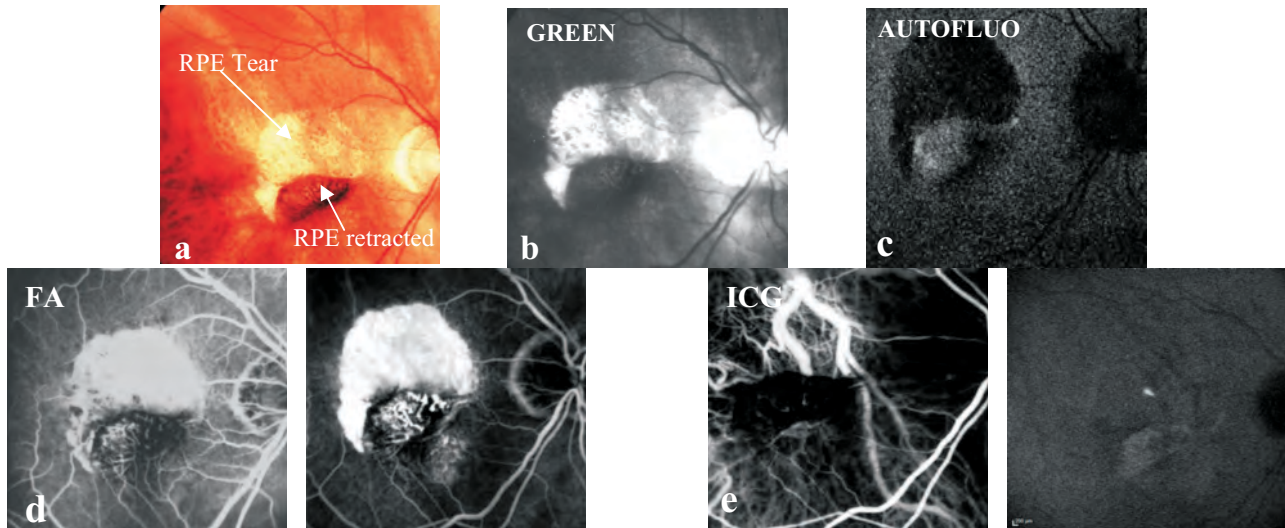 RPE Tear
RPE retracted
a
GREEN
b
AUTOFLUO
c
FA
d
ICG
e